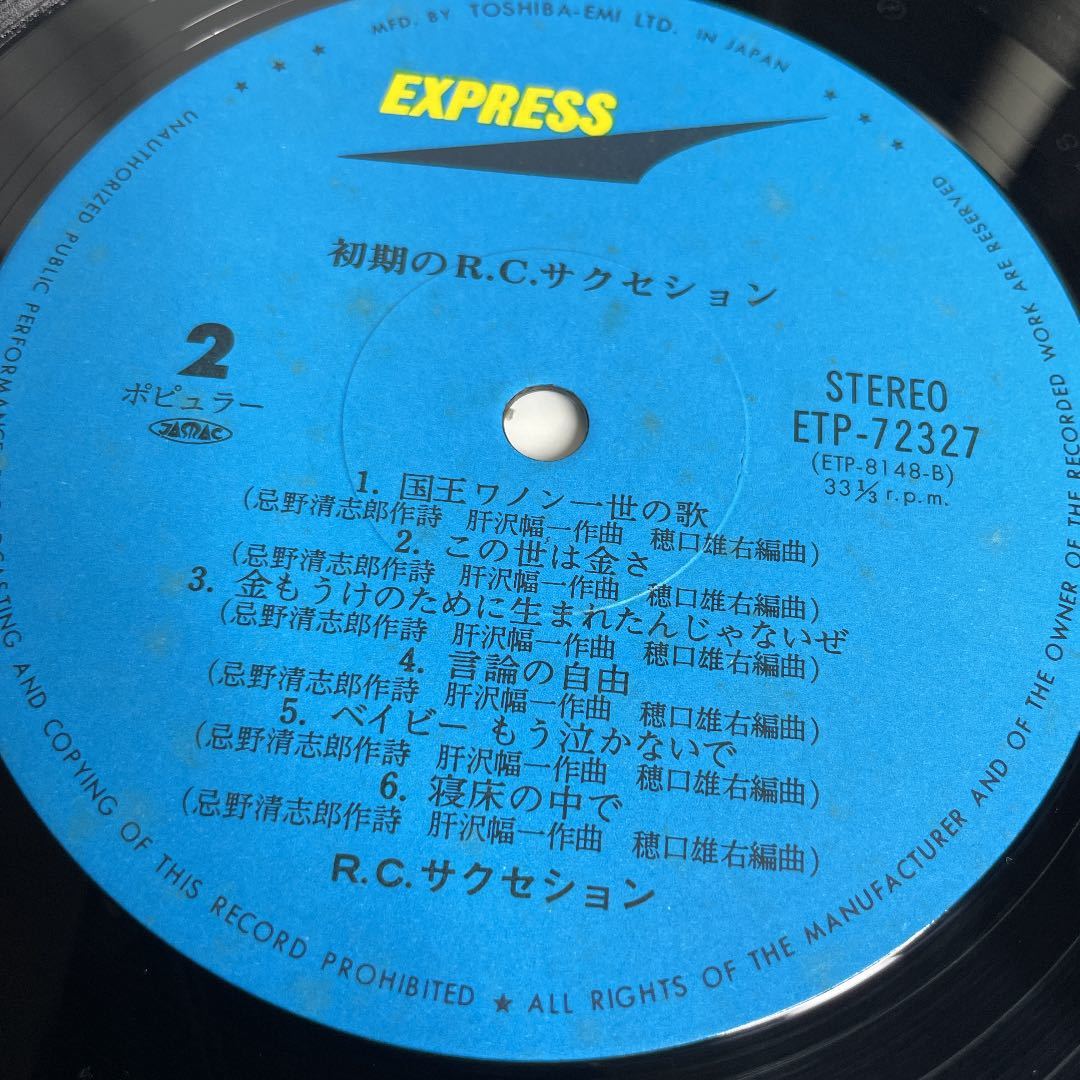 MFD. BY TOSHIBA-EMI LTD. IN JAPAN
EXPRESS
初期のR.C.サクセション
2
ポピュラー
JASRAC
STEREO
ETP-72327
(ETP-8148-B)
33 1/3 r.p.m.
1. 国王ワノン一世の歌
(忌野清志郎作詩 肝沢幅一作曲 穂口雄右編曲)
2. この世は金さ
(忌野清志郎作詩 肝沢幅一作曲 穂口雄右編曲)
3. 金もうけのために生まれたんじゃないぜ
(忌野清志郎作詩 肝沢幅一作曲 穂口雄右編曲)
4. 言論の自由
(忌野清志郎作詩 肝沢幅一作曲 穂口雄右編曲)
5. ベイビー もう泣かないで
(忌野清志郎作詩 肝沢幅一作曲 穂口雄右編曲)
6. 寝床の中で
(忌野清志郎作詩 肝沢幅一作曲 穂口雄右編曲)
R.C.サクセション
UNAUTHORIZED PUBLIC PERFORMANCE CASTING AND COPYING OF THIS RECORD PROHIBITED ★ ALL RIGHTS OF THE MANUFACTURER AND OF THE OWNER OF THE RECORDED WORK ARE RESERVED